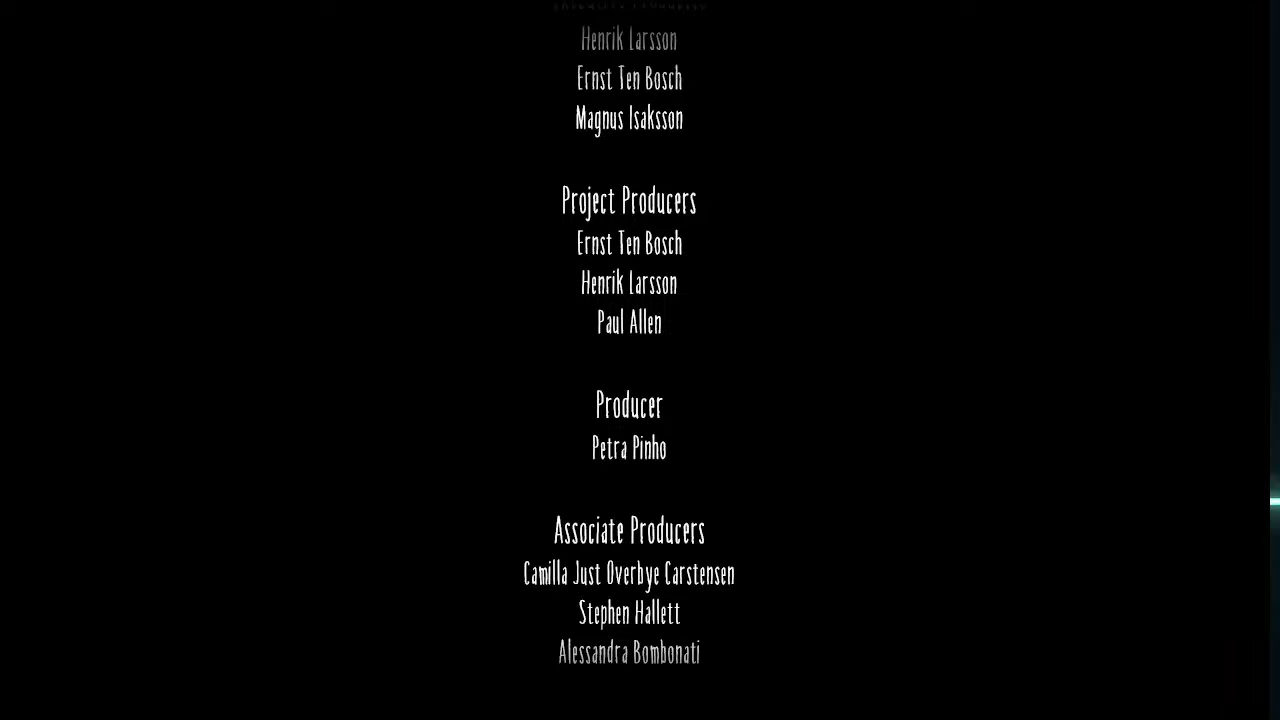 Henrik Larsson
Ernst Ten Bosch
Magnus Isaksson
Project Producers
Ernst Ten Bosch
Henrik Larsson
Paul Allen
Producer
Petra Pinho
Associate Producers
Camilla Just Overbye Carstensen
Stephen Hallett
Alessandra Bombonati